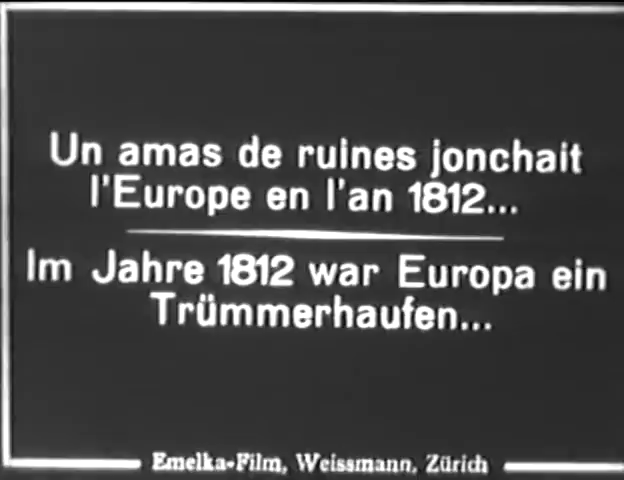 Un amas de ruines jonchait
l'Europe en l'an 1812...
Im Jahre 1812 war Europa ein
Trümmerhaufen...
Emelka-Film, Weissmann, Zürich